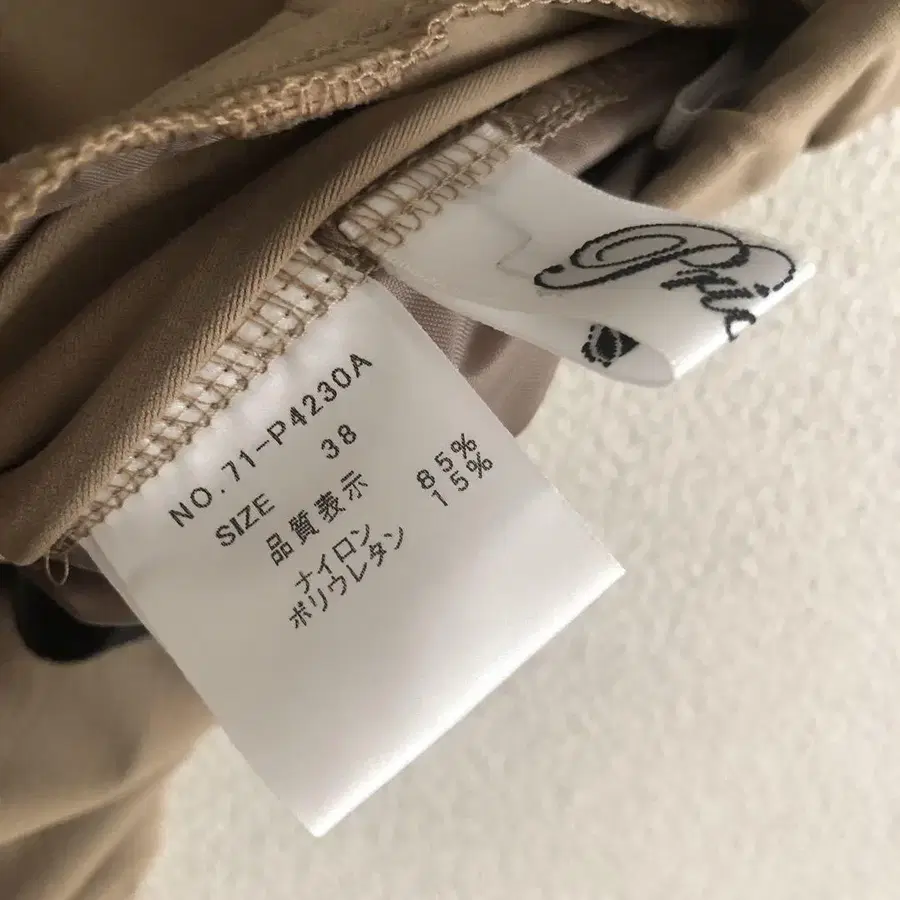 NO.71-P4230A
SIZE 38
品質表示
ナイロン 85%
ポリウレタン 15%